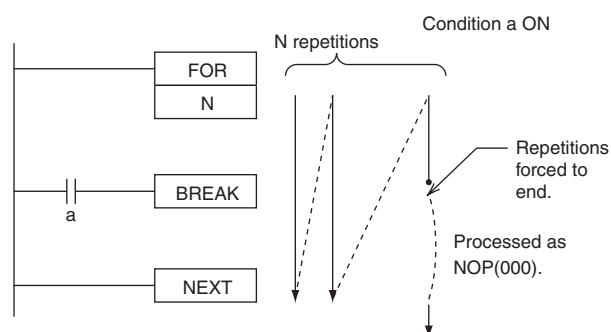 Condition a ON
N repetitions
FOR
N
BREAK
a
NEXT
Repetitions
forced to
end.
Processed as
NOP(000).